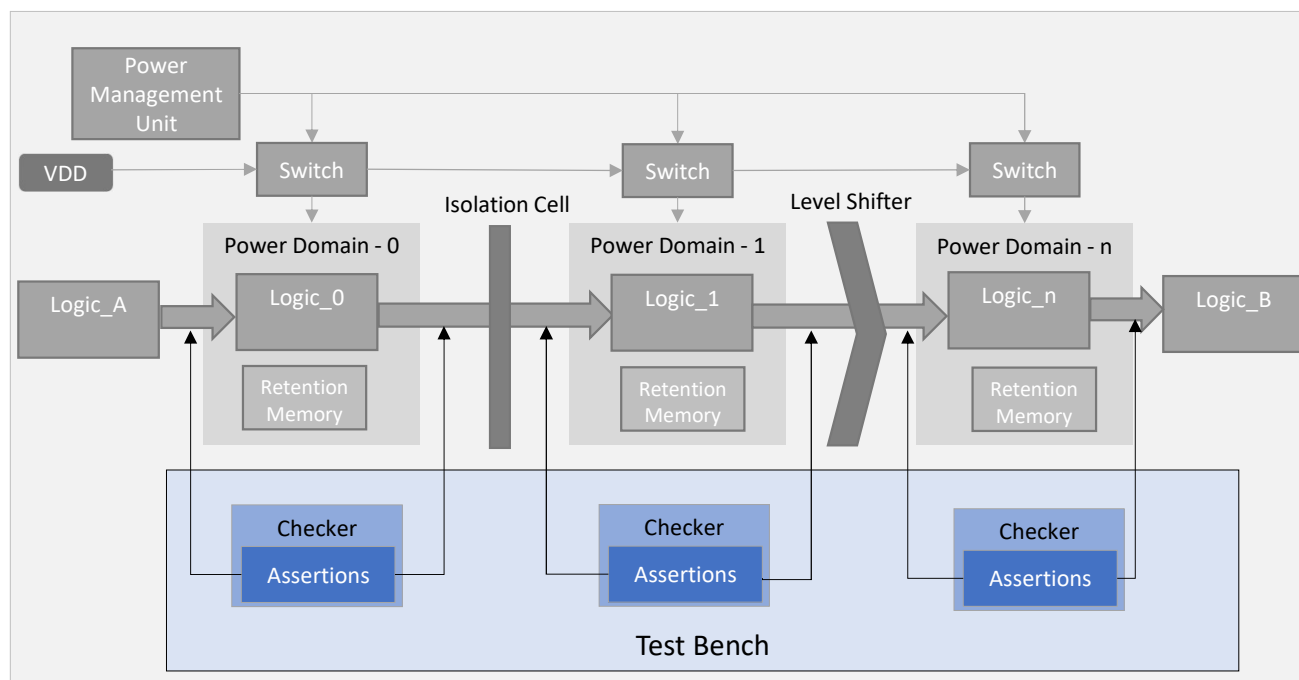 Power
Management
Unit
VDD
Switch
Switch
Switch
Isolation Cell
Level Shifter
Power Domain - 0
Power Domain - 1
Power Domain - n
Logic_A
Logic_0
Logic_1
Logic_n
Logic_B
Retention
Memory
Retention
Memory
Retention
Memory
Checker
Assertions
Checker
Assertions
Checker
Assertions
Test Bench